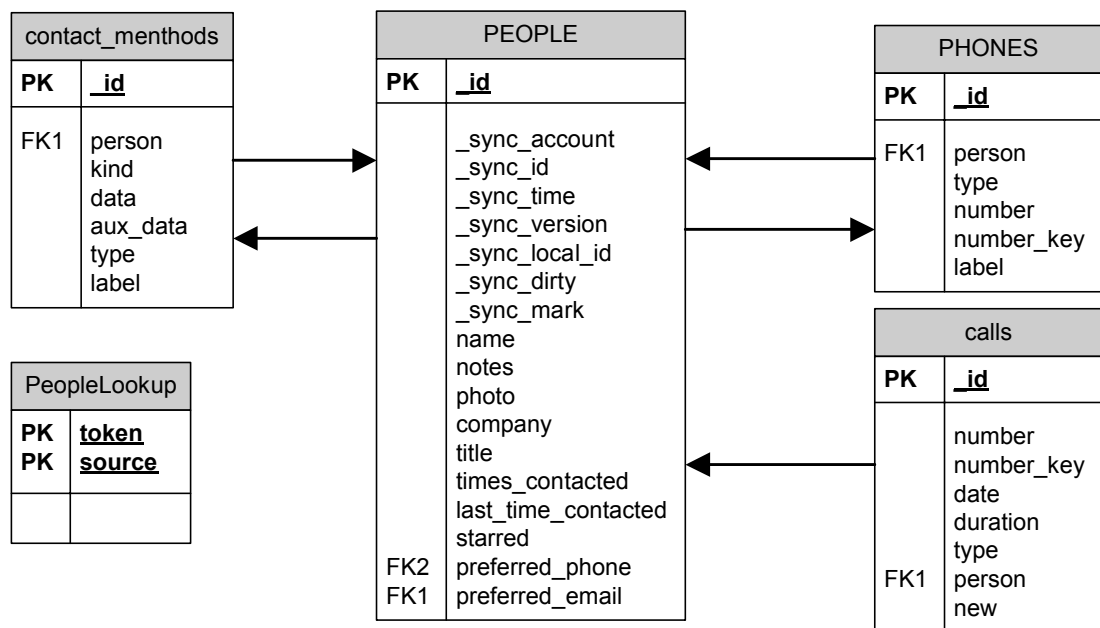 contact_menthods
PK _id
FK1 person
kind
data
aux_data
type
label
PeopleLookup
PK token
PK source
PEOPLE
PK _id
_sync_account
_sync_id
_sync_time
_sync_version
_sync_local_id
_sync_dirty
_sync_mark
name
notes
photo
company
title
times_contacted
last_time_contacted
starred
FK2 preferred_phone
FK1 preferred_email
PHONES
PK _id
FK1 person
type
number
number_key
label
calls
PK _id
number
number_key
date
duration
type
FK1 person
new